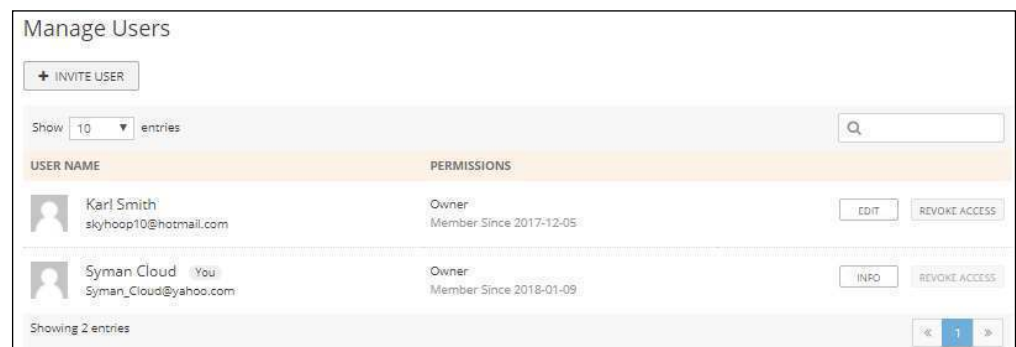 Manage Users
+ INVITE USER
Show 10 entries
USER NAME PERMISSIONS
Karl Smith Owner
skyhoop10@hotmail.com Member Since 2017-12-05 EDIT REVOKE ACCESS
Syman Cloud You Owner
Syman_Cloud@yahoo.com Member Since 2018-01-09 INFO REVOKE ACCESS
Showing 2 entries « 1 »